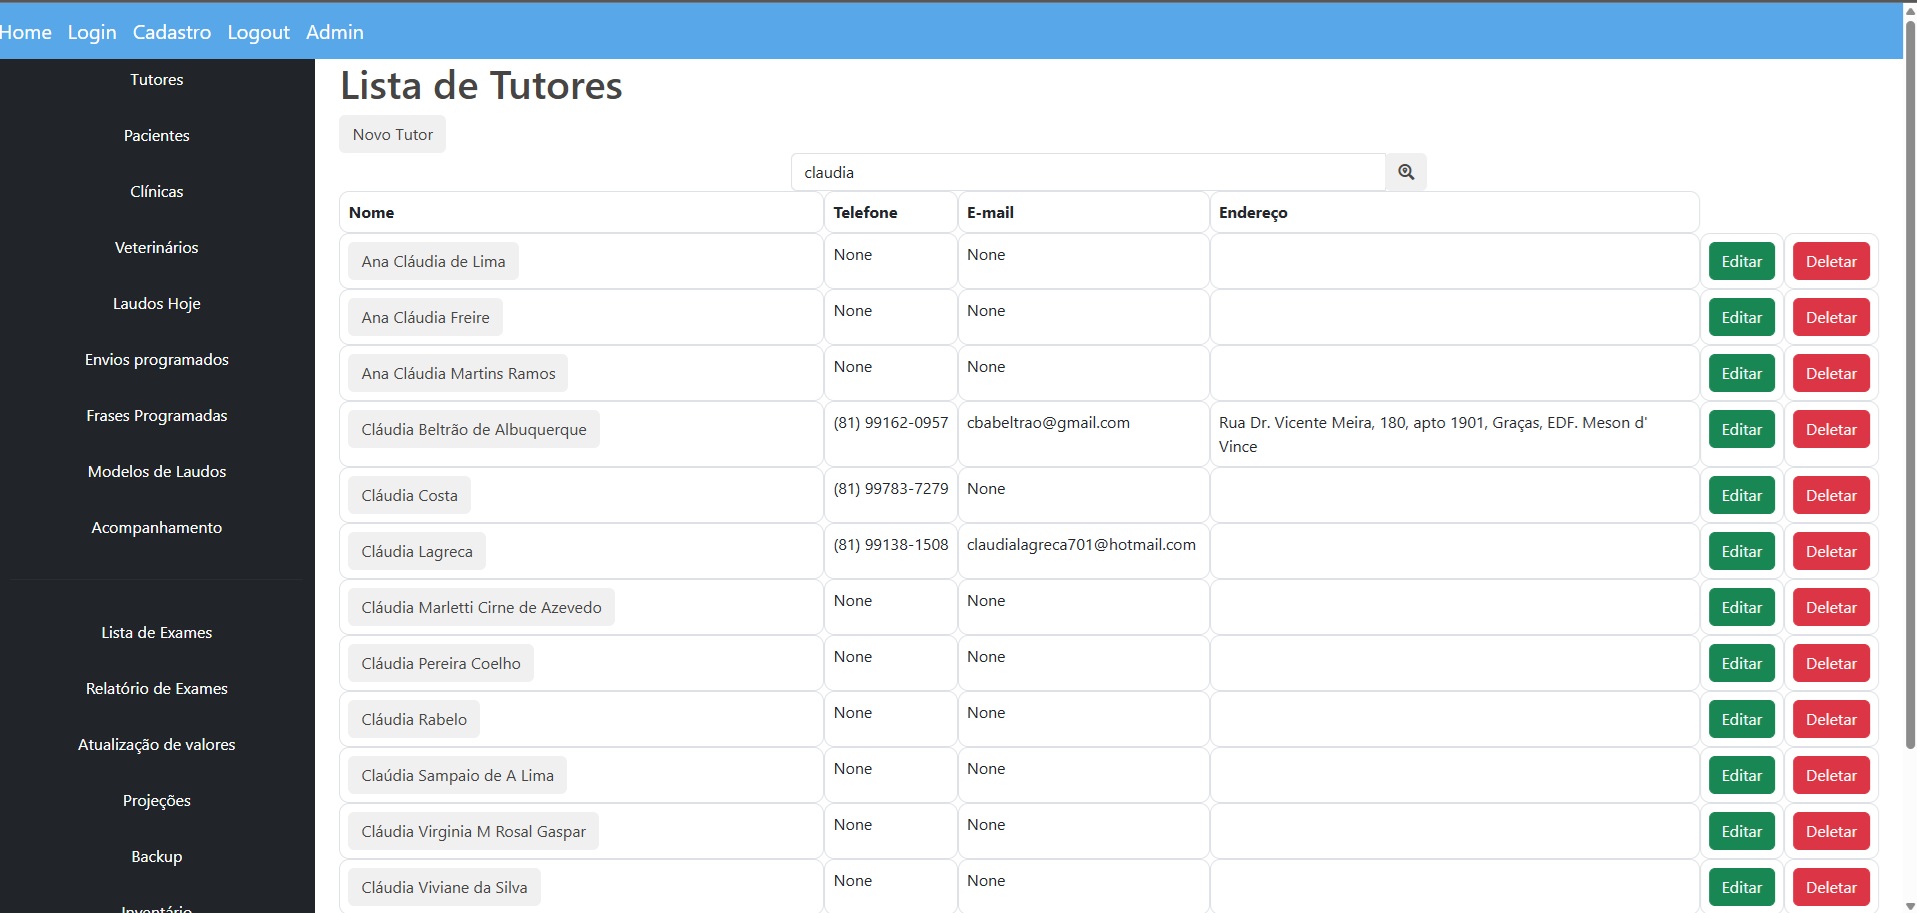 Home Login Cadastro Logout Admin
Tutores
Pacientes
Clínicas
Veterinários
Laudos Hoje
Envios programados
Frases Programadas
Modelos de Laudos
Acompanhamento
Lista de Exames
Relatório de Exames
Atualização de valores
Projeções
Backup
Inventário
Lista de Tutores
Novo Tutor
claudia
Nome Telefone E-mail Endereço
Ana Cláudia de Lima None None Editar Deletar
Ana Cláudia Freire None None Editar Deletar
Ana Cláudia Martins Ramos None None Editar Deletar
Cláudia Beltrão de Albuquerque (81) 99162-0957 cbabeltrao@gmail.com Rua Dr. Vicente Meira, 180, apto 1901, Graças, EDF. Meson d' Editar Deletar
Vince
Cláudia Costa (81) 99783-7279 None Editar Deletar
Cláudia Lagreca (81) 99138-1508 claudialagreca701@hotmail.com Editar Deletar
Cláudia Marletti Cirne de Azevedo None None Editar Deletar
Cláudia Pereira Coelho None None Editar Deletar
Cláudia Rabelo None None Editar Deletar
Claúdia Sampaio de A Lima None None Editar Deletar
Cláudia Virginia M Rosal Gaspar None None Editar Deletar
Cláudia Viviane da Silva None None Editar Deletar